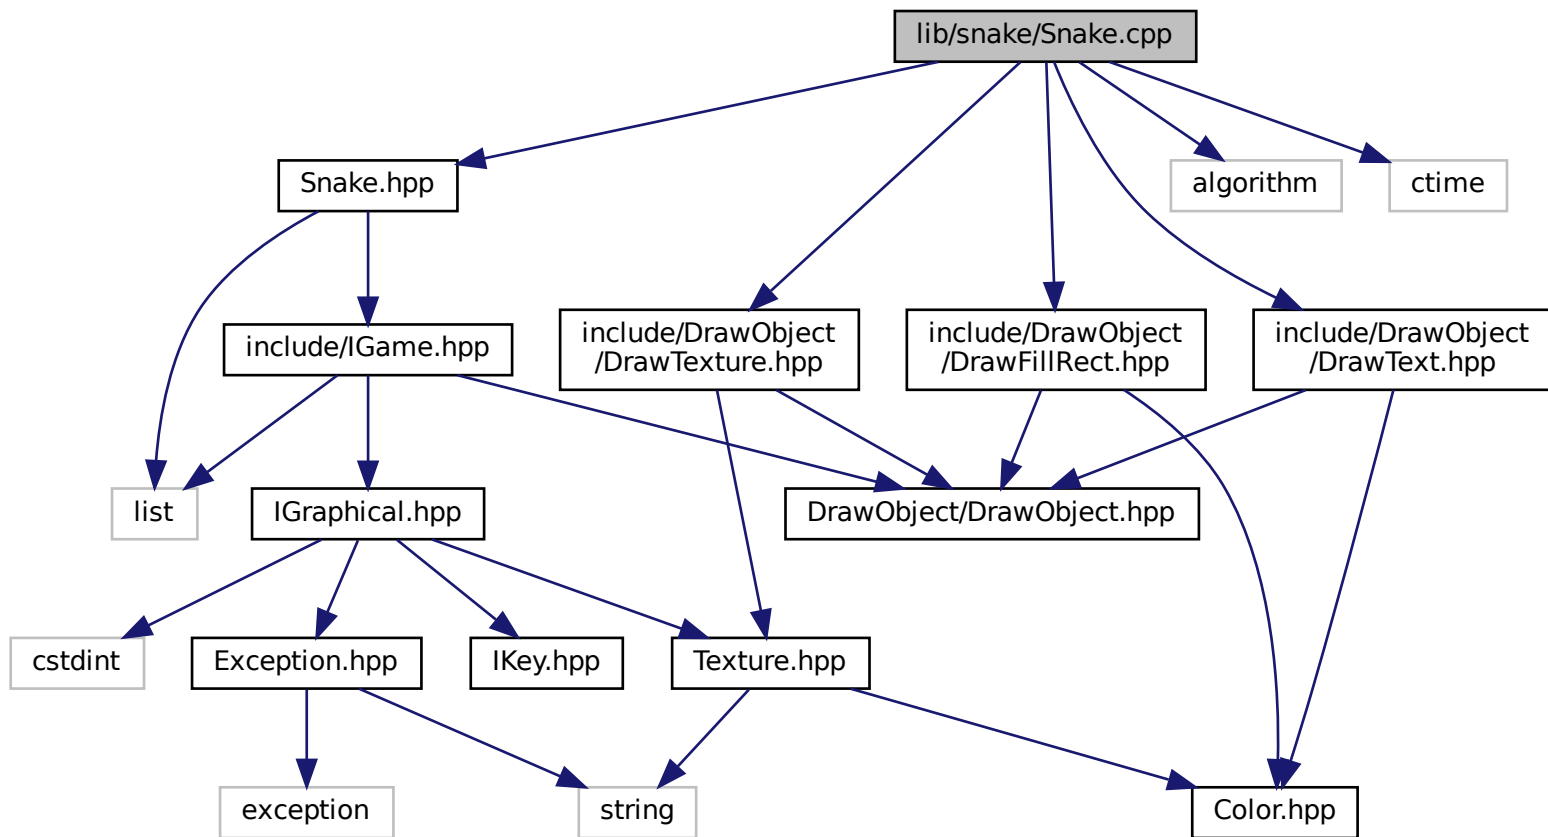 lib/snake/Snake.cpp
Snake.hpp
algorithm
ctime
include/IGame.hpp
include/DrawObject
/DrawTexture.hpp
include/DrawObject
/DrawFillRect.hpp
include/DrawObject
/DrawText.hpp
list
IGraphical.hpp
DrawObject/DrawObject.hpp
cstdint
Exception.hpp
IKey.hpp
Texture.hpp
exception
string
Color.hpp